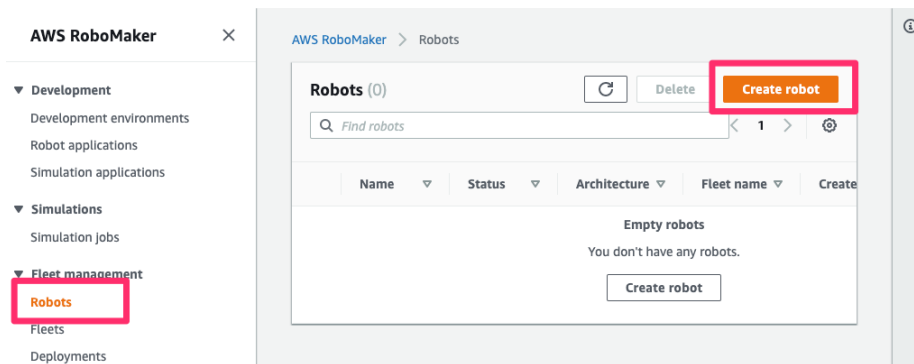 AWS RoboMaker
Development
Development environments
Robot applications
Simulation applications
Simulations
Simulation jobs
Fleet management
Robots
Fleets
Deployments
AWS RoboMaker > Robots
Robots (0)
Delete
Create robot
Find robots
1
Name Status Architecture Fleet name Create
Empty robots
You don't have any robots.
Create robot